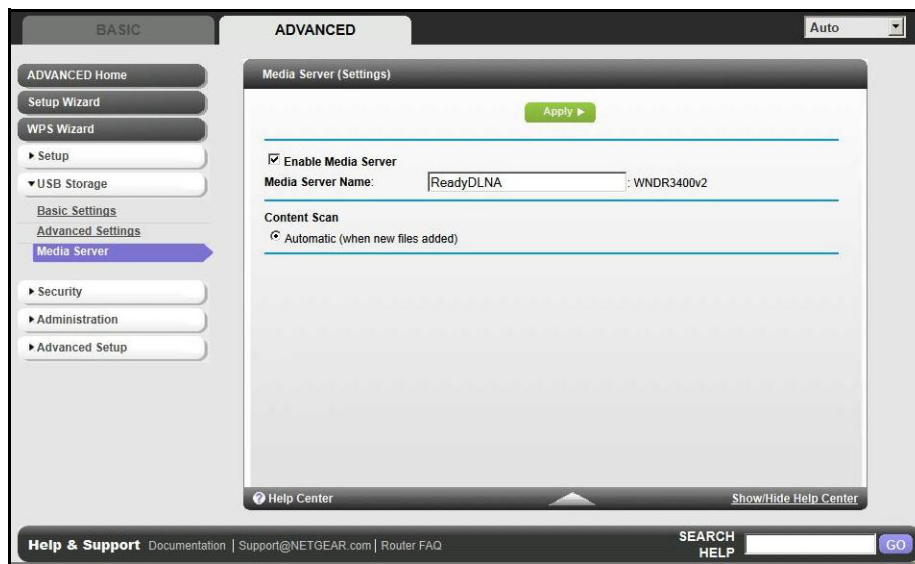 BASIC
ADVANCED
Auto
ADVANCED Home
Setup Wizard
WPS Wizard
Setup
USB Storage
Basic Settings
Advanced Settings
Media Server
Security
Administration
Advanced Setup
Media Server (Settings)
Apply
Enable Media Server
Media Server Name: ReadyDLNA : WNDR3400v2
Content Scan
Automatic (when new files added)
? Help Center
Show/Hide Help Center
Help & Support Documentation | Support@NETGEAR.com | Router FAQ
SEARCH HELP
GO